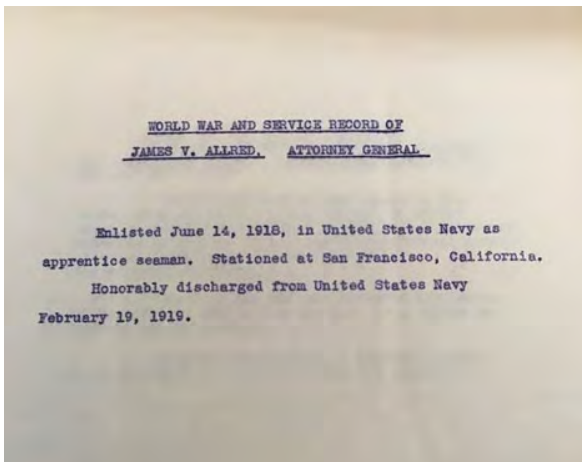 WORLD WAR AND SERVICE RECORD OF
JAMES V. ALLRED, ATTORNEY GENERAL
Enlisted June 14, 1918, in United States Navy as
apprentice seaman. Stationed at San Francisco, California.
Honorably discharged from United States Navy
February 19, 1919.